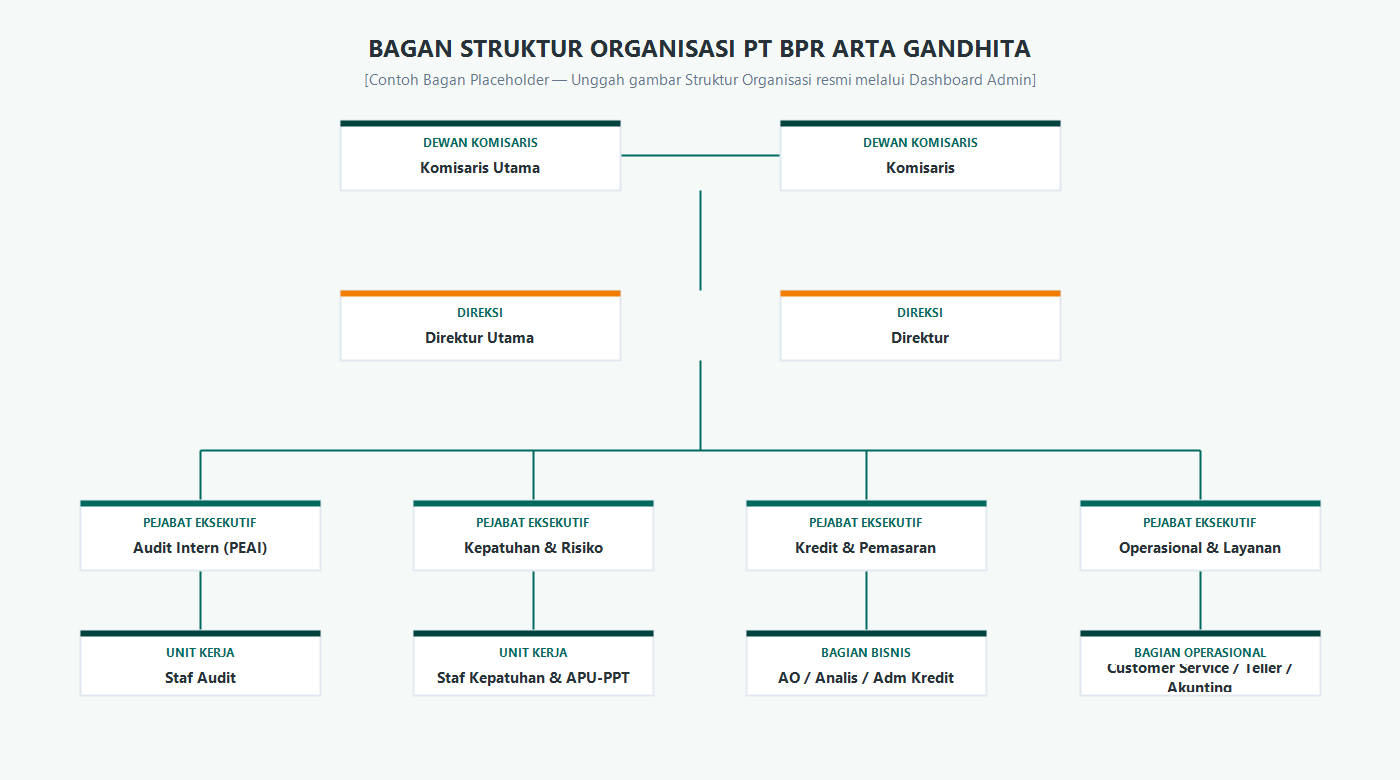 BAGAN STRUKTUR ORGANISASI PT BPR ARTA GANDHITA
[Contoh Bagan Placeholder — Unggah gambar Struktur Organisasi resmi melalui Dashboard Admin]
DEWAN KOMISARIS
Komisaris Utama
DEWAN KOMISARIS
Komisaris
DIREKSI
Direktur Utama
DIREKSI
Direktur
PEJABAT EKSEKUTIF
Audit Intern (PEAI)
PEJABAT EKSEKUTIF
Kepatuhan & Risiko
PEJABAT EKSEKUTIF
Kredit & Pemasaran
PEJABAT EKSEKUTIF
Operasional & Layanan
UNIT KERJA
Staf Audit
UNIT KERJA
Staf Kepatuhan & APU-PPT
BAGIAN BISNIS
AO / Analis / Adm Kredit
BAGIAN OPERASIONAL
Customer Service / Teller /
Akunting